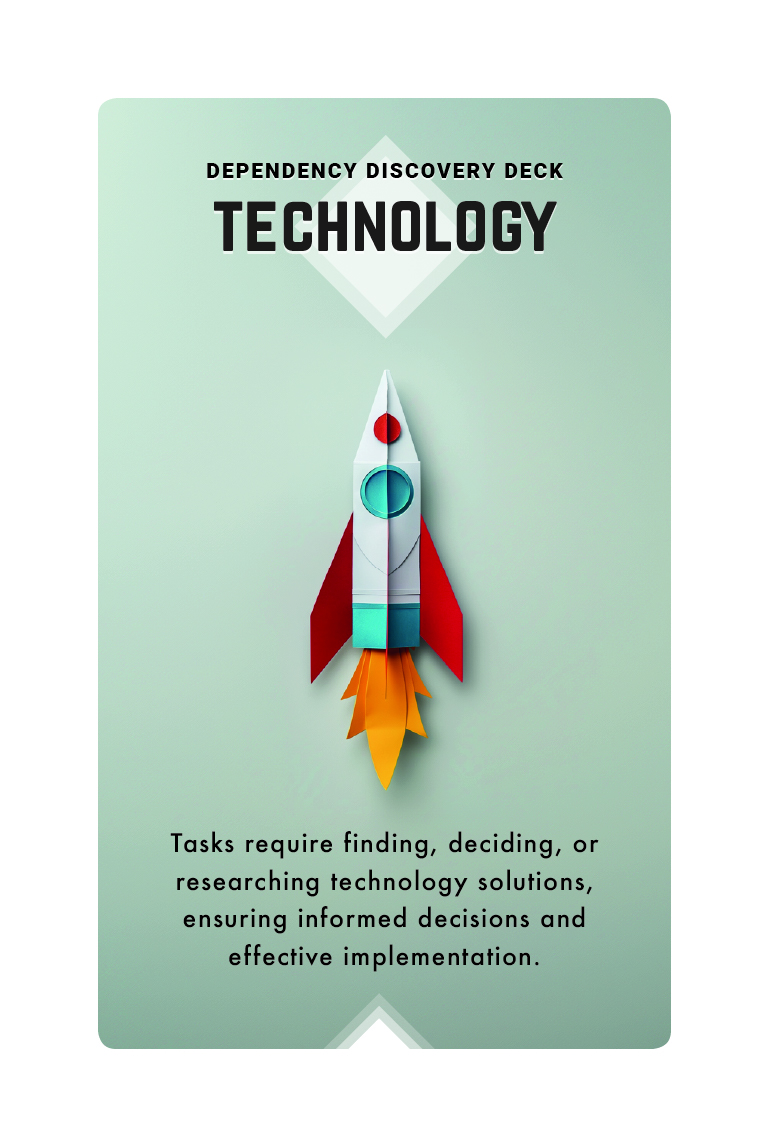 DEPENDENCY DISCOVERY DECK
TECHNOLOGY
Tasks require finding, deciding, or
researching technology solutions,
ensuring informed decisions and
effective implementation.